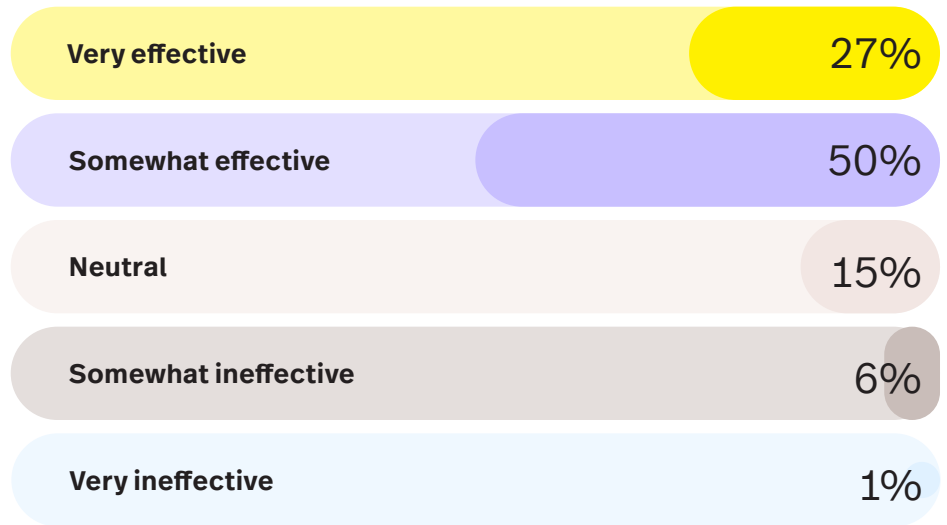 Very effective 27%
Somewhat effective 50%
Neutral 15%
Somewhat ineffective 6%
Very ineffective 1%